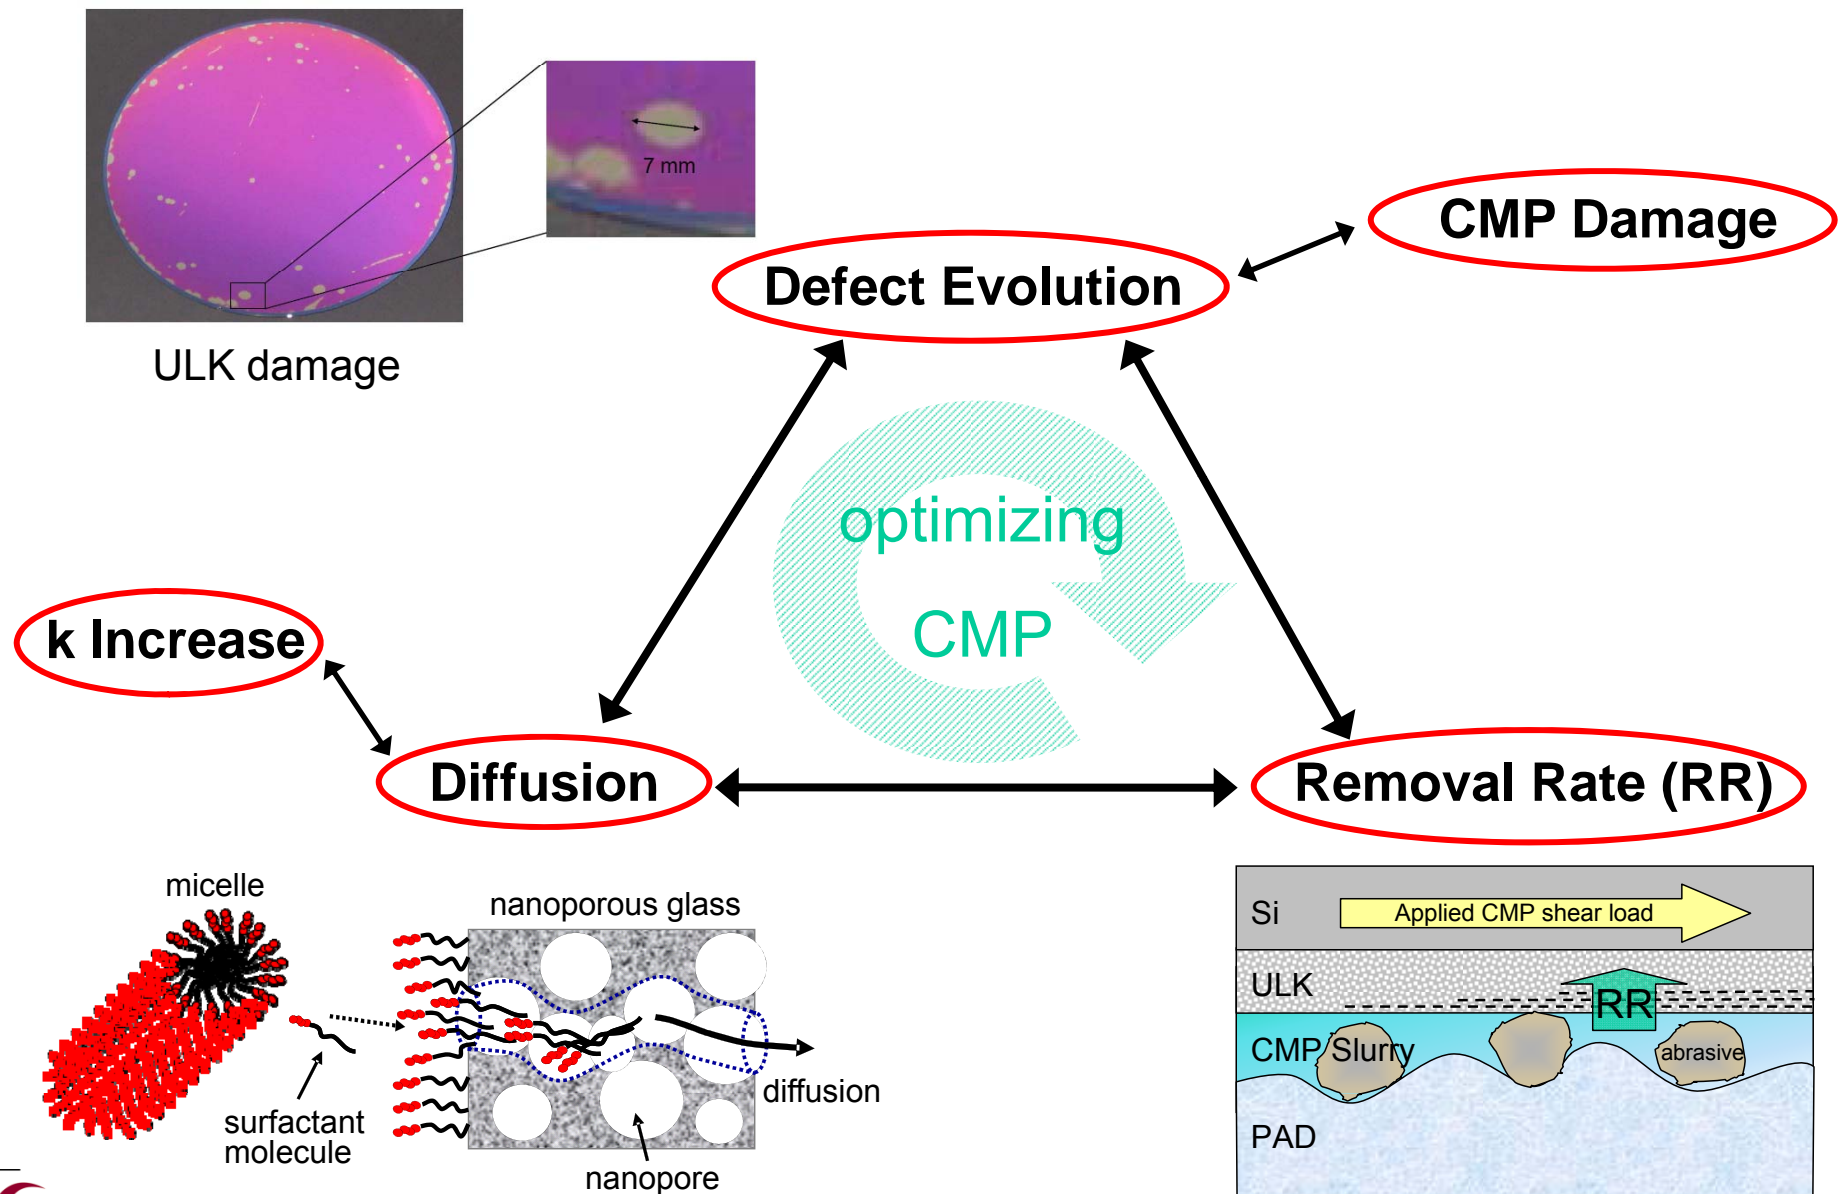 7 mm
ULK damage
CMP Damage
Defect Evolution
optimizing
CMP
k Increase
Diffusion
Removal Rate (RR)
micelle
nanoporous glass
surfactant
molecule
diffusion
nanopore
Si
Applied CMP shear load
ULK
RR
CMP Slurry
abrasive
PAD